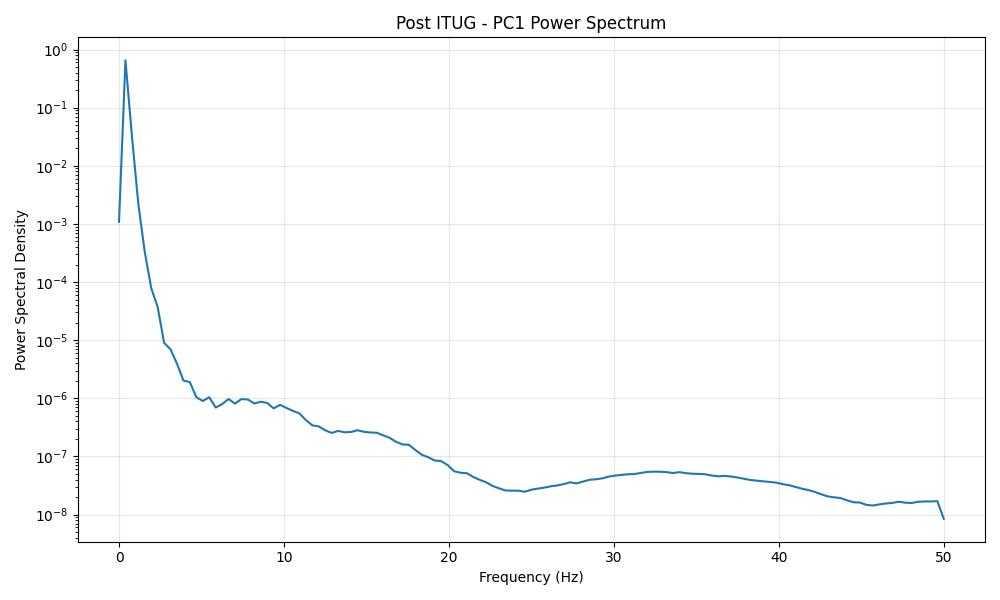 Post ITUG - PC1 Power Spectrum
10⁰
10⁻¹
10⁻²
10⁻³
10⁻⁴
10⁻⁵
10⁻⁶
10⁻⁷
10⁻⁸
Power Spectral Density
0 10 20 30 40 50
Frequency (Hz)